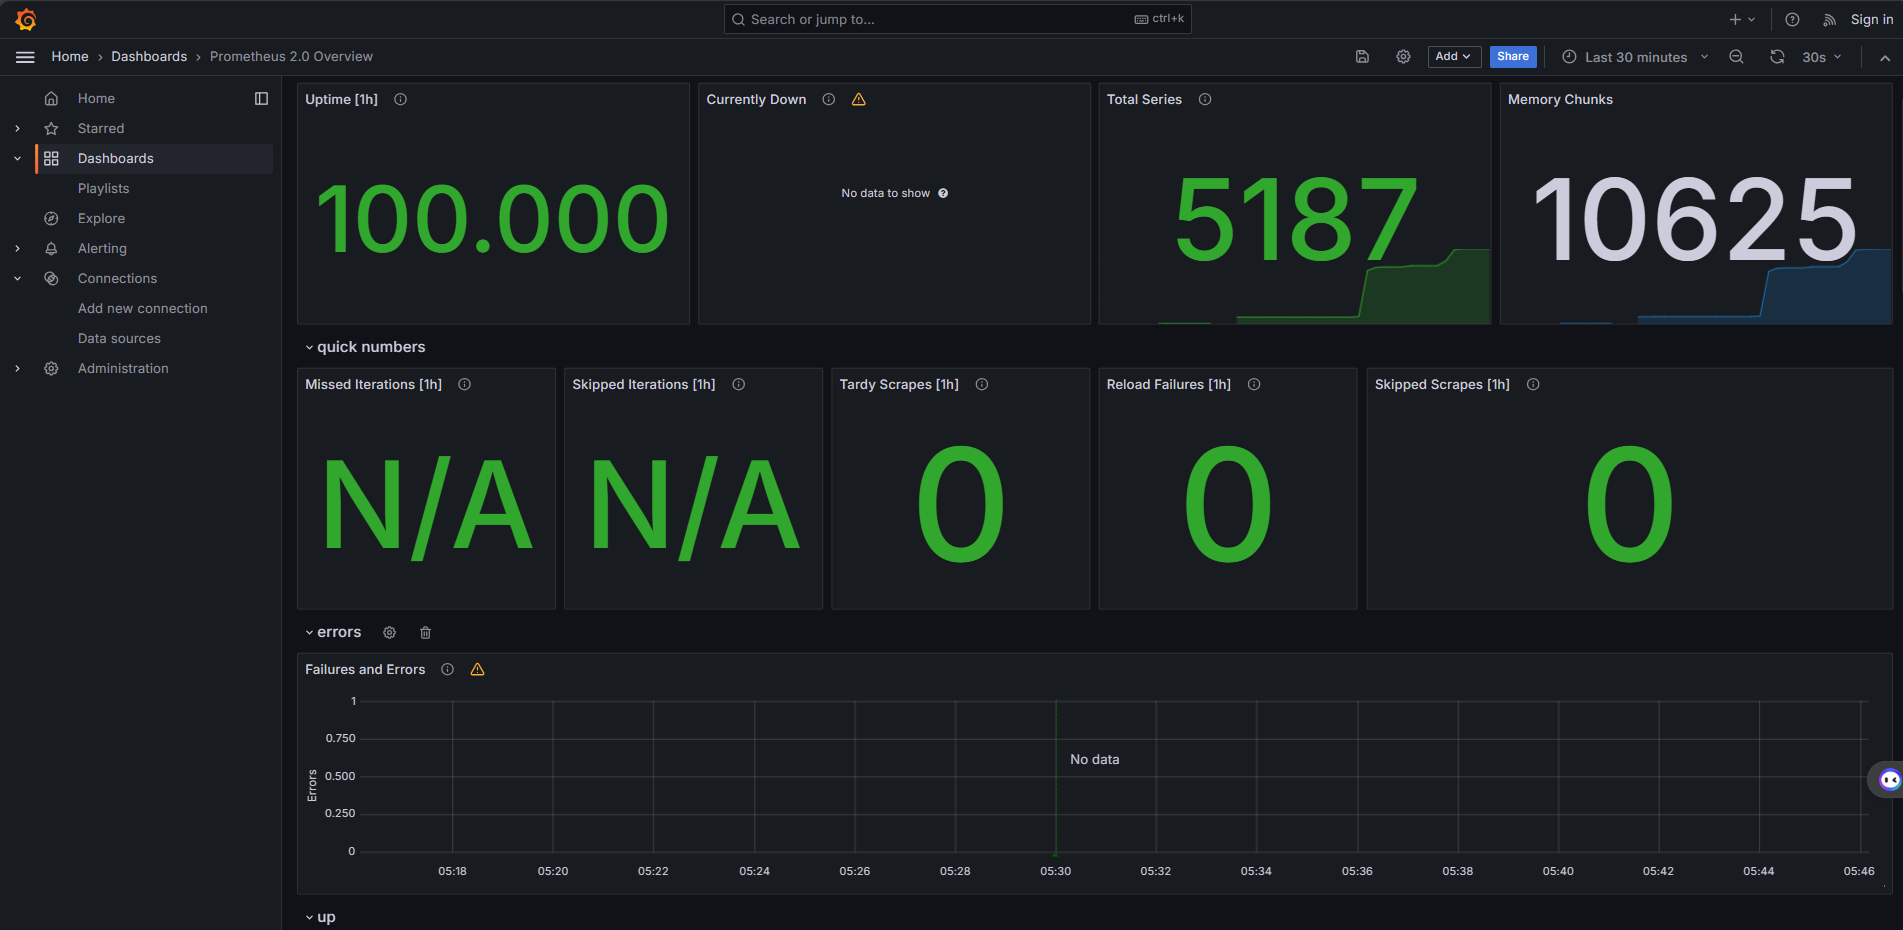 Search or jump to...
ctrl+k
Sign in
Home › Dashboards › Prometheus 2.0 Overview
Add
Share
Last 30 minutes
30s
Home
Starred
Dashboards
Playlists
Explore
Alerting
Connections
Add new connection
Data sources
Administration
Uptime [1h]
100.000
Currently Down
No data to show
Total Series
5187
Memory Chunks
10625
quick numbers
Missed Iterations [1h]
N/A
Skipped Iterations [1h]
N/A
Tardy Scrapes [1h]
0
Reload Failures [1h]
0
Skipped Scrapes [1h]
0
errors
Failures and Errors
Errors
1
0.750
0.500
0.250
0
No data
05:18 05:20 05:22 05:24 05:26 05:28 05:30 05:32 05:34 05:36 05:38 05:40 05:42 05:44 05:46
up